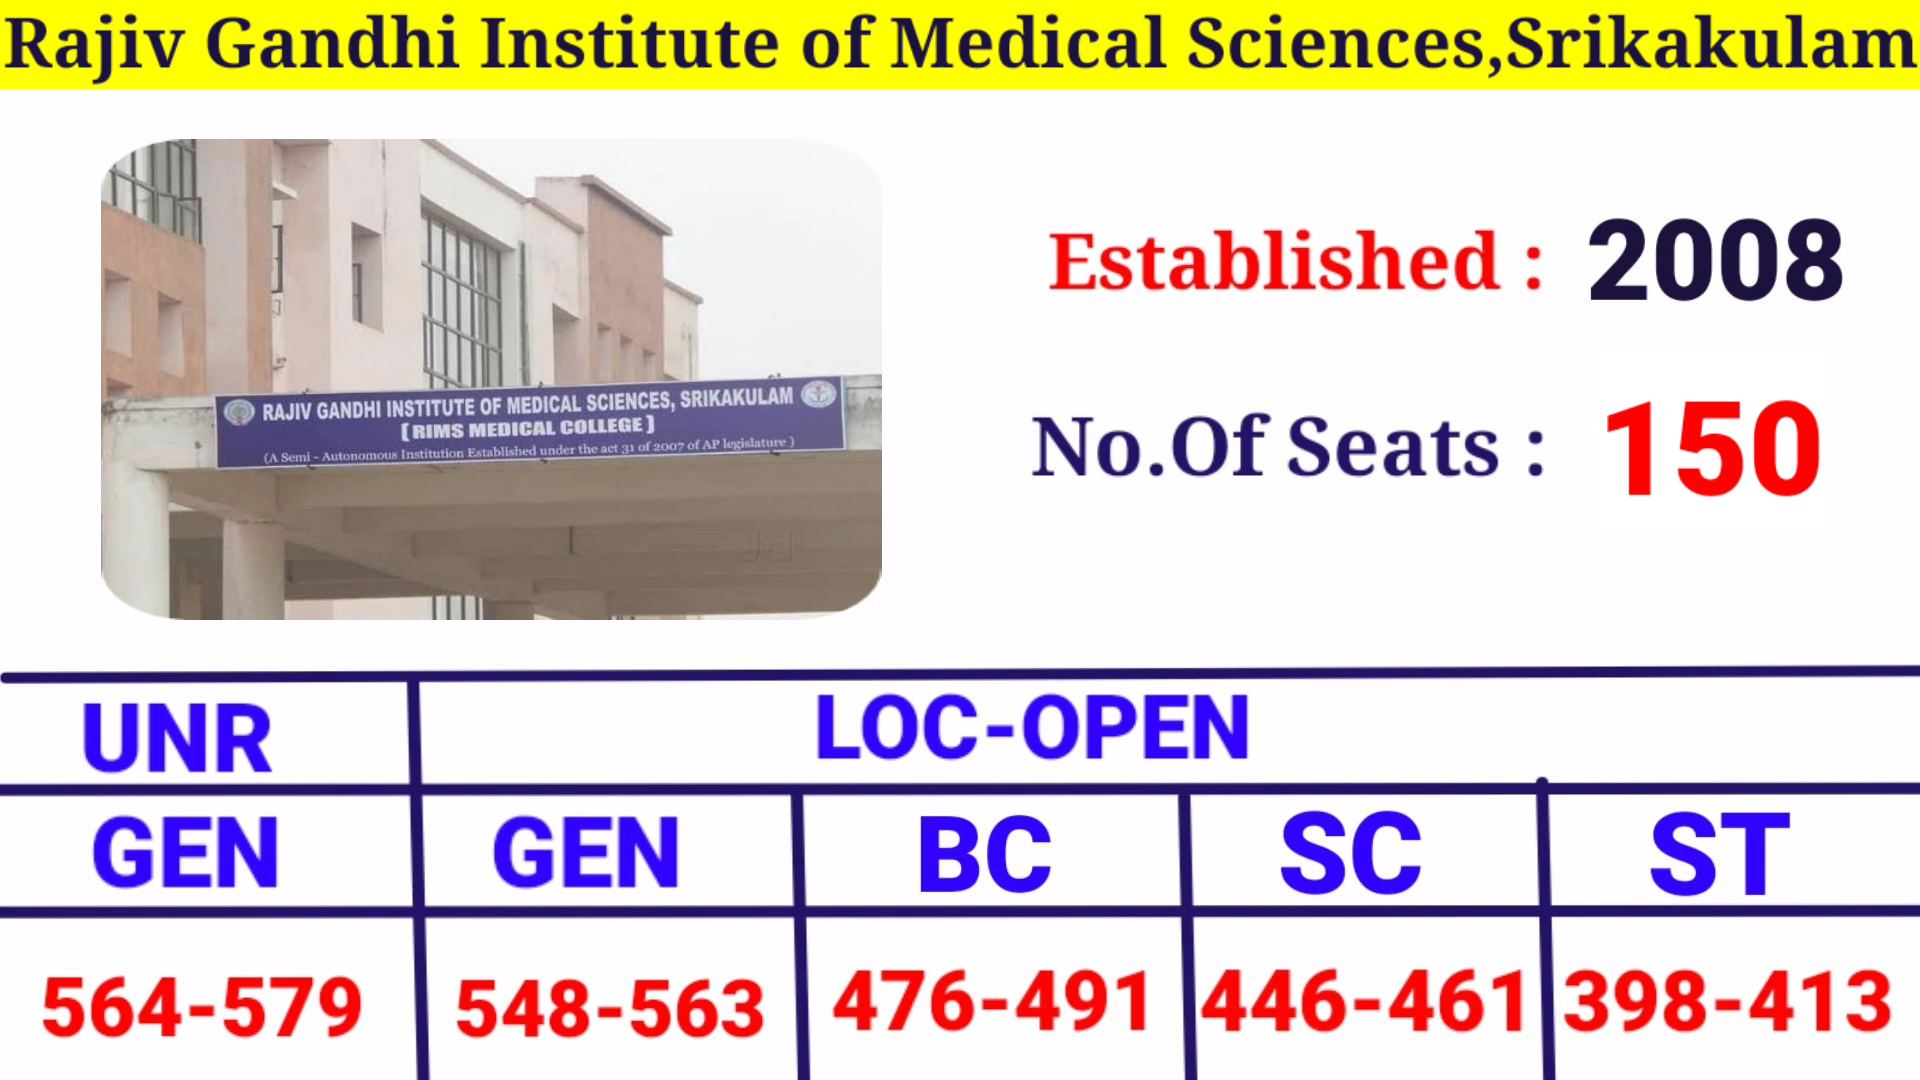 Rajiv Gandhi Institute of Medical Sciences,Srikakulam
RAJIV GANDHI INSTITUTE OF MEDICAL SCIENCES, SRIKAKULAM
( RIMS MEDICAL COLLEGE )
(A Semi - Autonomous Institution Established under the act 31 of 2007 of AP legislature )
Established : 2008
No.Of Seats : 150
UNR LOC-OPEN
GEN GEN BC SC ST
564-579 548-563 476-491 446-461 398-413